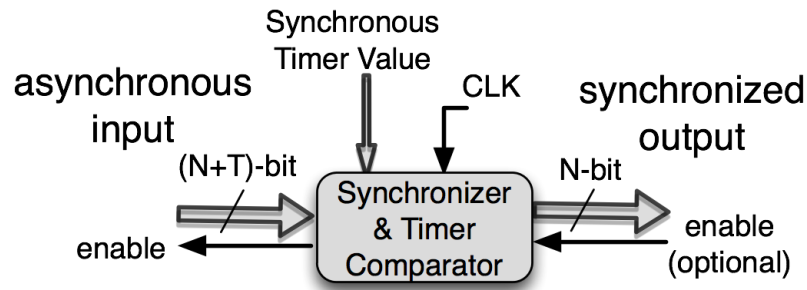 Synchronous
Timer Value
asynchronous
input
CLK
synchronized
output
(N+T)-bit
N-bit
Synchronizer
& Timer
Comparator
enable
enable
(optional)